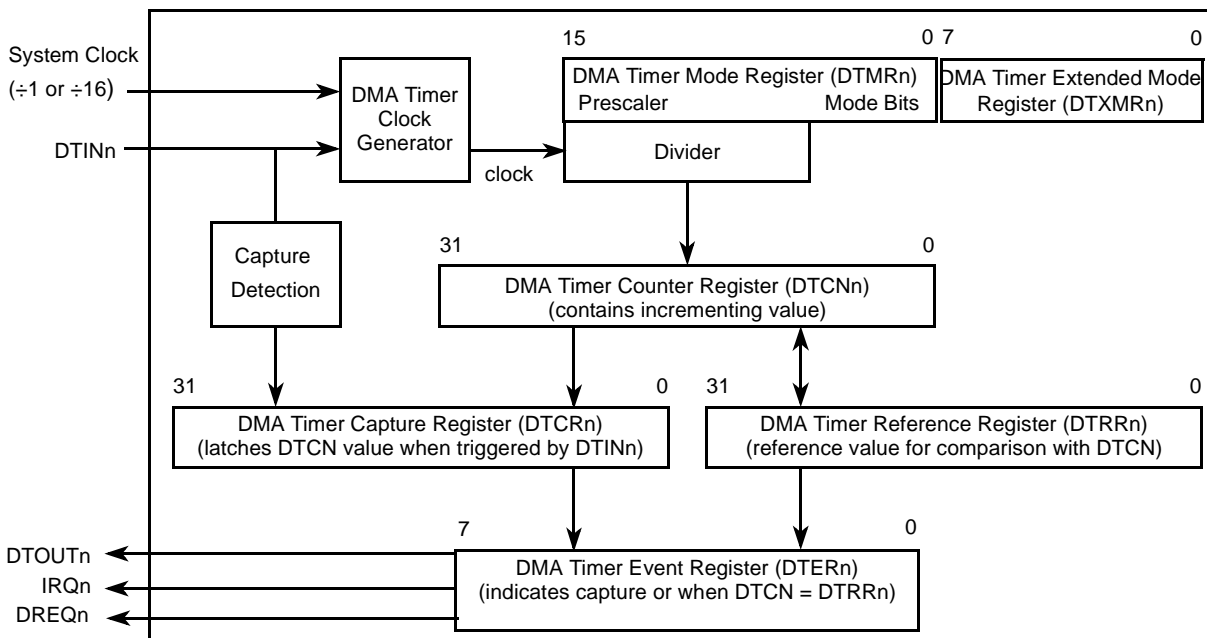 System Clock
(÷1 or ÷16)
DTINn
DMA Timer
Clock
Generator
clock
15 0
DMA Timer Mode Register (DTMRn)
Prescaler Mode Bits
7 0
DMA Timer Extended Mode
Register (DTXMRn)
Divider
Capture
Detection
31 0
DMA Timer Counter Register (DTCNn)
(contains incrementing value)
31 0
DMA Timer Capture Register (DTCRn)
(latches DTCN value when triggered by DTINn)
31 0
DMA Timer Reference Register (DTRRn)
(reference value for comparison with DTCN)
7 0
DMA Timer Event Register (DTERn)
(indicates capture or when DTCN = DTRRn)
DTOUTn
IRQn
DREQn